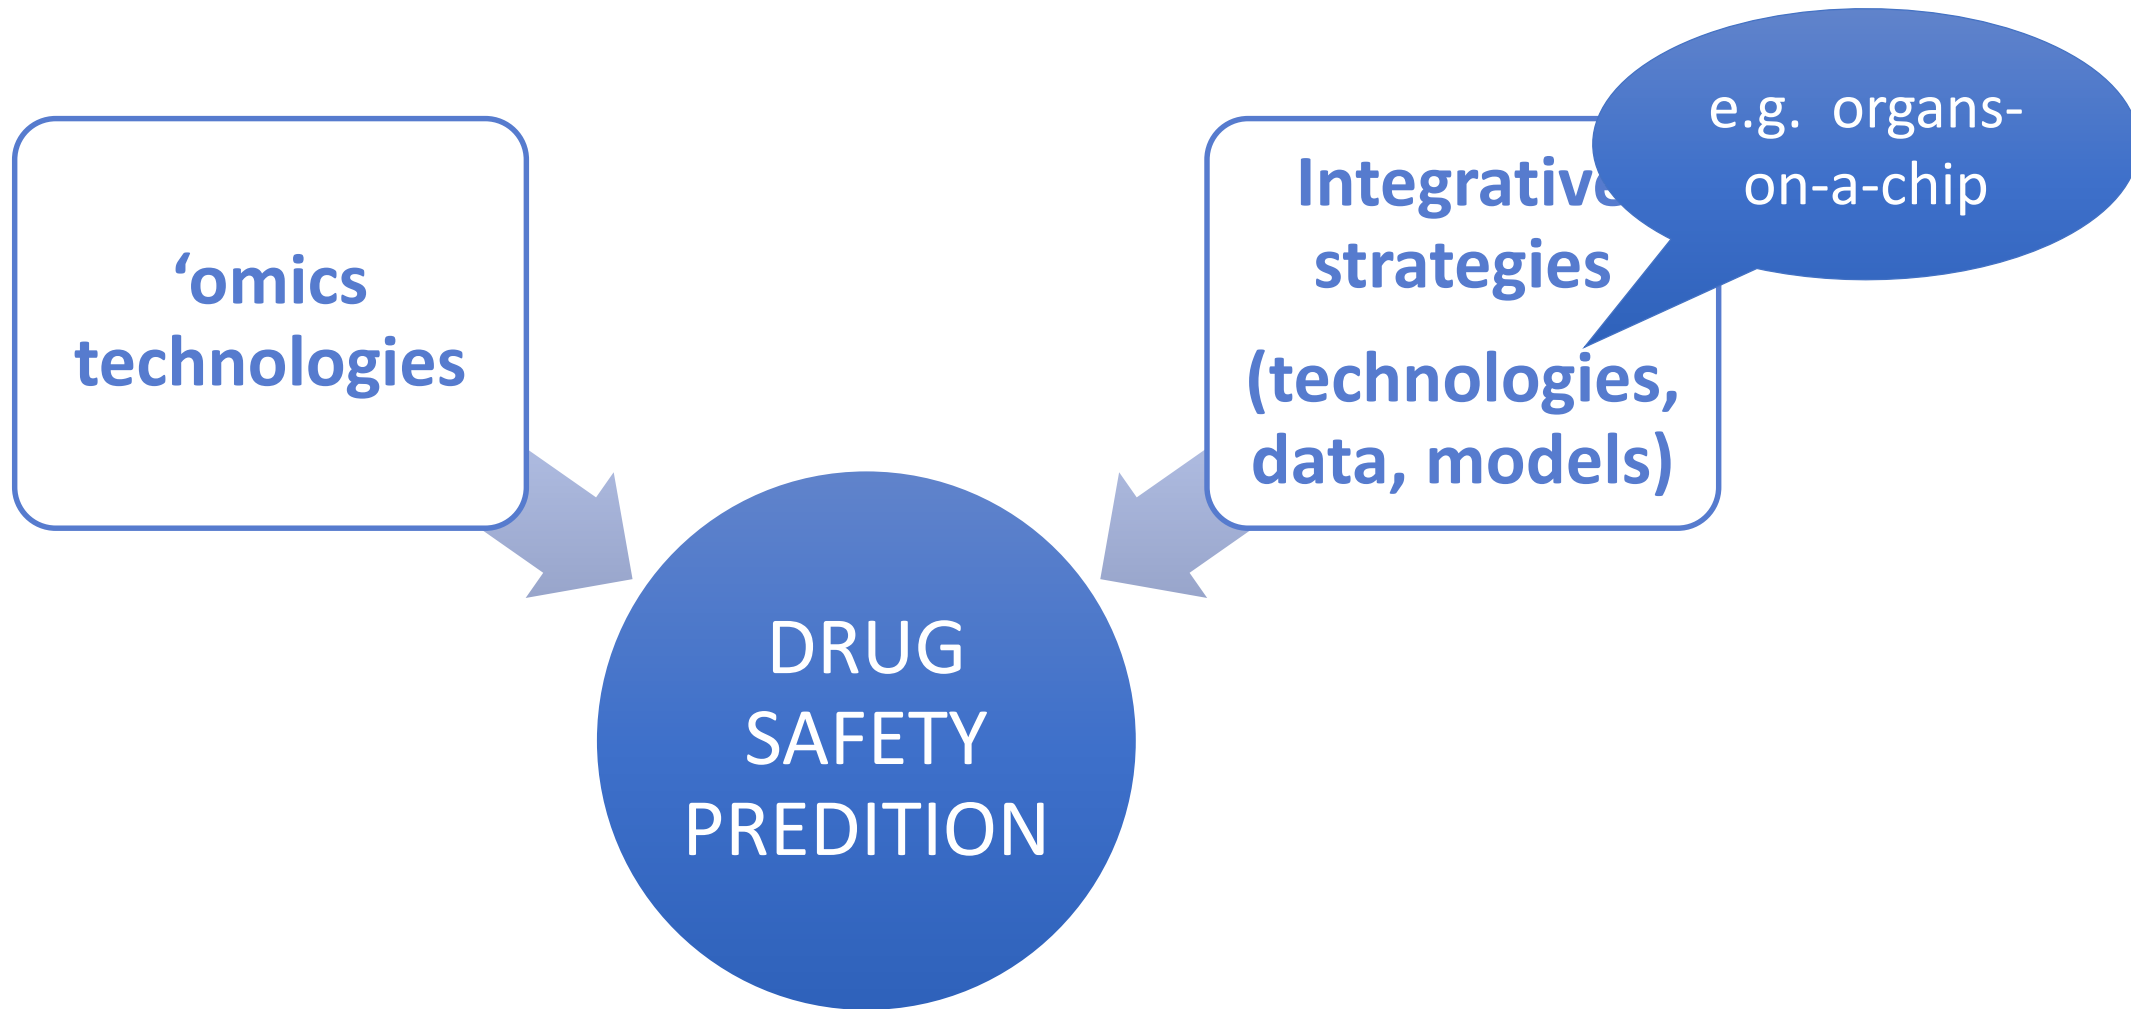 ‘omics
technologies
Integrative
strategies
(technologies,
data, models)
e.g. organs-
on-a-chip
DRUG
SAFETY
PREDITION